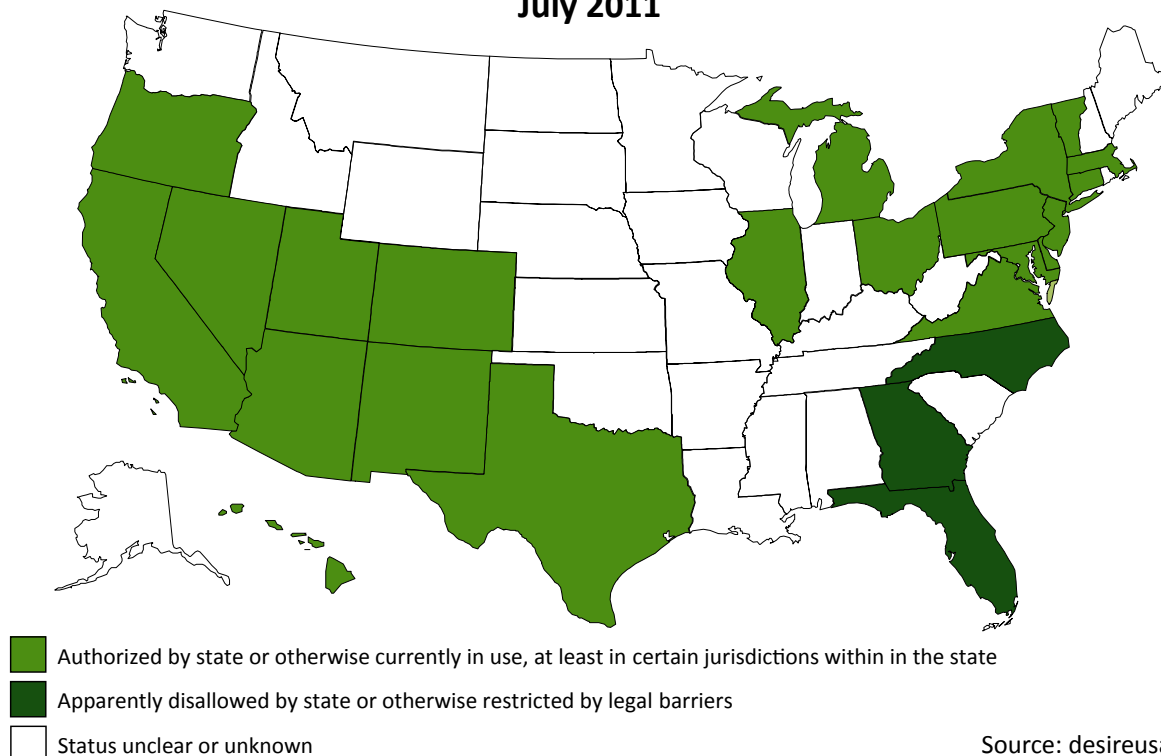 July 2011
Authorized by state or otherwise currently in use, at least in certain jurisdictions within in the state
Apparently disallowed by state or otherwise restricted by legal barriers
Status unclear or unknown
Source: desireusa